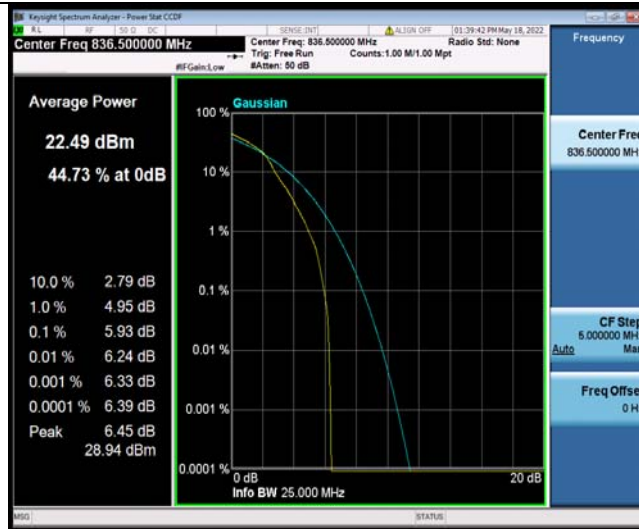 Keysight Spectrum Analyzer - Power Stat CCDF
RL RF 50 Ω DC SENSE:INT ALIGN OFF 01:39:42 PM May 18, 2022
Center Freq 836.500000 MHz
Center Freq: 836.500000 MHz Radio Std: None
Trig: Free Run Counts:1.00 M/1.00 Mpt
#IFGain:Low #Atten: 50 dB
Frequency
Average Power
22.49 dBm
44.73 % at 0dB
10.0 % 2.79 dB
1.0 % 4.95 dB
0.1 % 5.93 dB
0.01 % 6.24 dB
0.001 % 6.33 dB
0.0001 % 6.39 dB
Peak 6.45 dB
28.94 dBm
Gaussian
100 %
10 %
1 %
0.1 %
0.01 %
0.001 %
0.0001 %
0 dB 20 dB
Info BW 25.000 MHz
Center Fre
836.500000 MH
CF Step
5.000000 MH
Auto Ma
Freq Offse
0 H
MSG STATUS